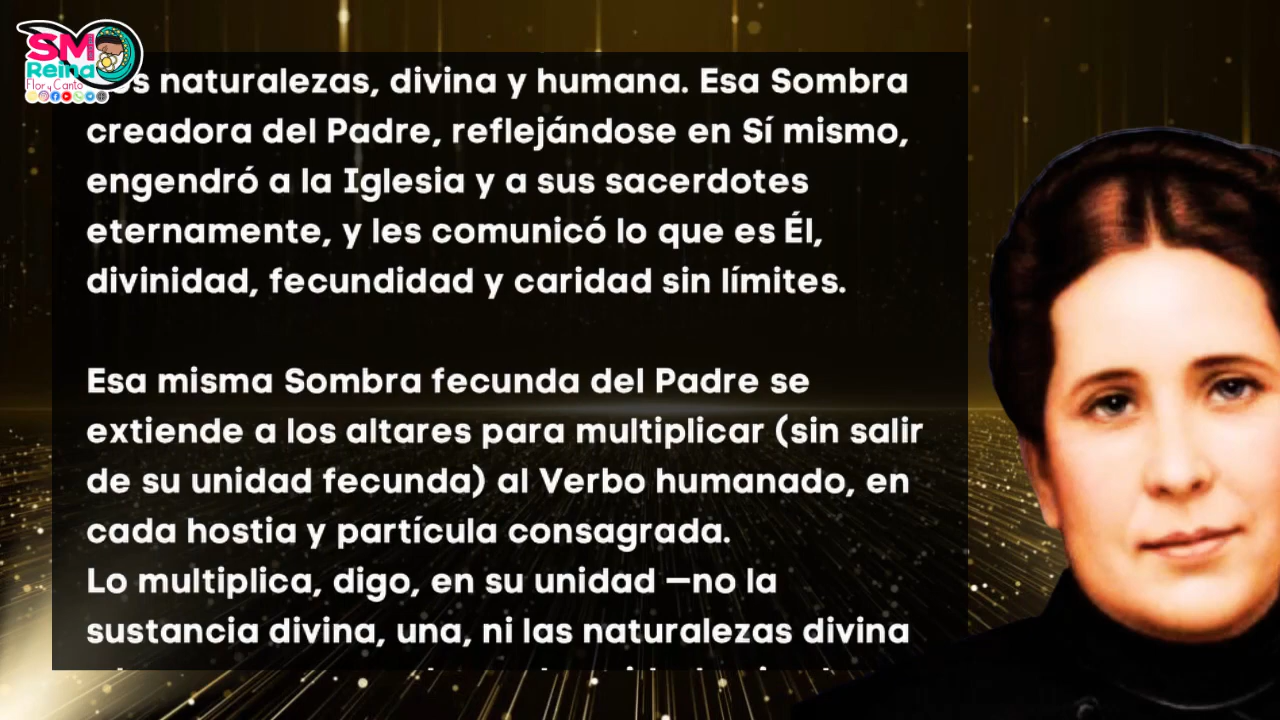 SM
Reina
Flor y Canto
naturalezas, divina y humana. Esa Sombra
creadora del Padre, reflejándose en Sí mismo,
engendró a la Iglesia y a sus sacerdotes
eternamente, y les comunicó lo que es Él,
divinidad, fecundidad y caridad sin límites.
Esa misma Sombra fecunda del Padre se
extiende a los altares para multiplicar (sin salir
de su unidad fecunda) al Verbo humanado, en
cada hostia y partícula consagrada.
Lo multiplica, digo, en su unidad —no la
sustancia divina, una, ni las naturalezas divina